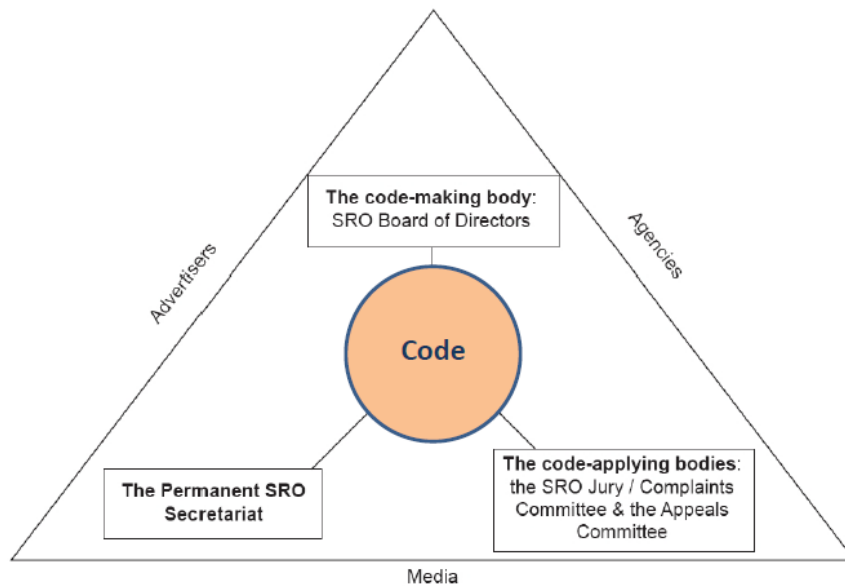 The code-making body:
SRO Board of Directors
Advertisers
Agencies
Code
The Permanent SRO
Secretariat
The code-applying bodies:
the SRO Jury / Complaints
Committee & the Appeals
Committee
Media